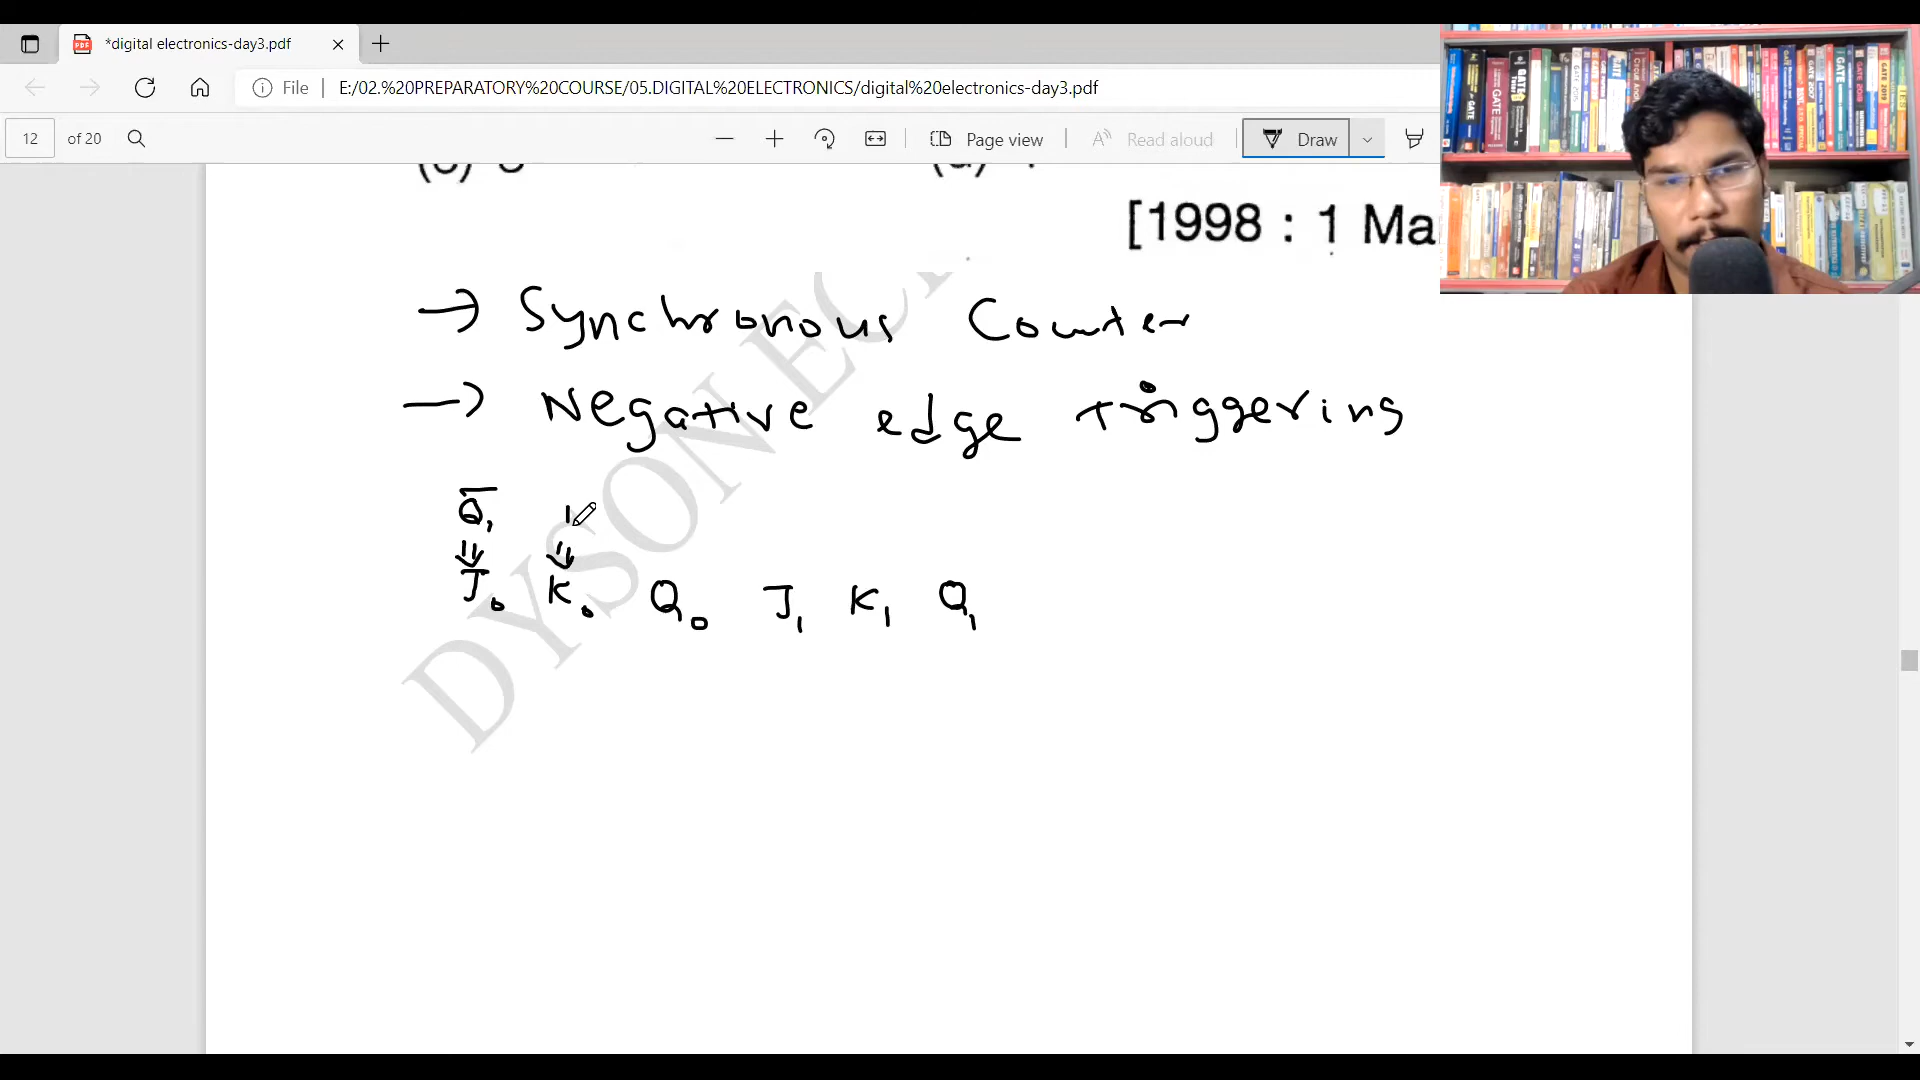 *digital electronics-day3.pdf
File E:/02.%20PREPARATORY%20COURSE/05.DIGITAL%20ELECTRONICS/digital%20electronics-day3.pdf
12 of 20 Page view Read aloud Draw
[1998 : 1 Ma
→ Synchronous Counter
→ Negative edge triggering
Q̅₁ 1
⇓ ⇓
J₀ K₀ Q₀ J₁ K₁ Q₁
DYSON EC